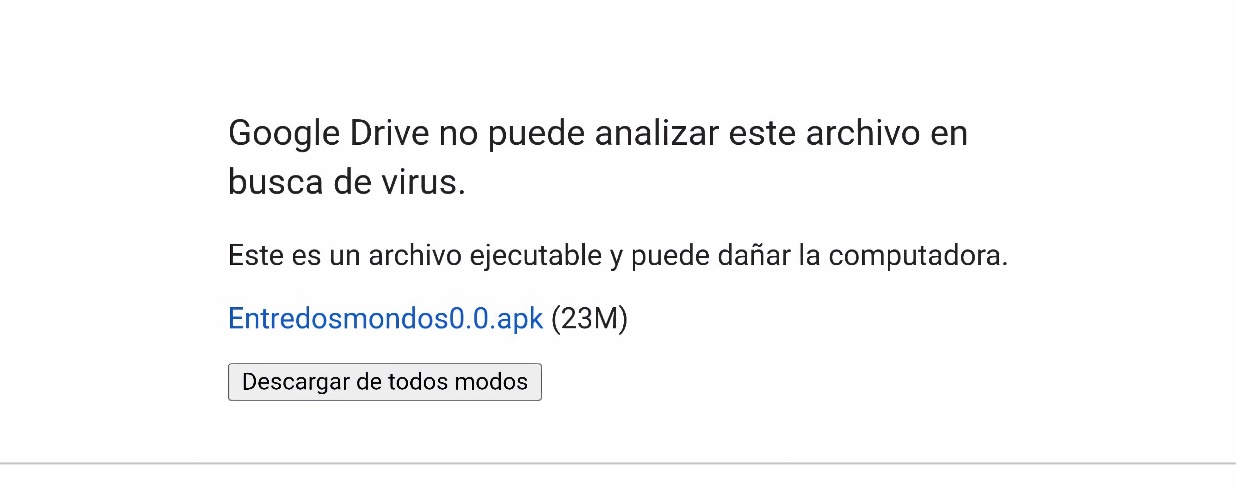 Google Drive no puede analizar este archivo en
busca de virus.
Este es un archivo ejecutable y puede dañar la computadora.
Entredosmondos0.0.apk (23M)
Descargar de todos modos